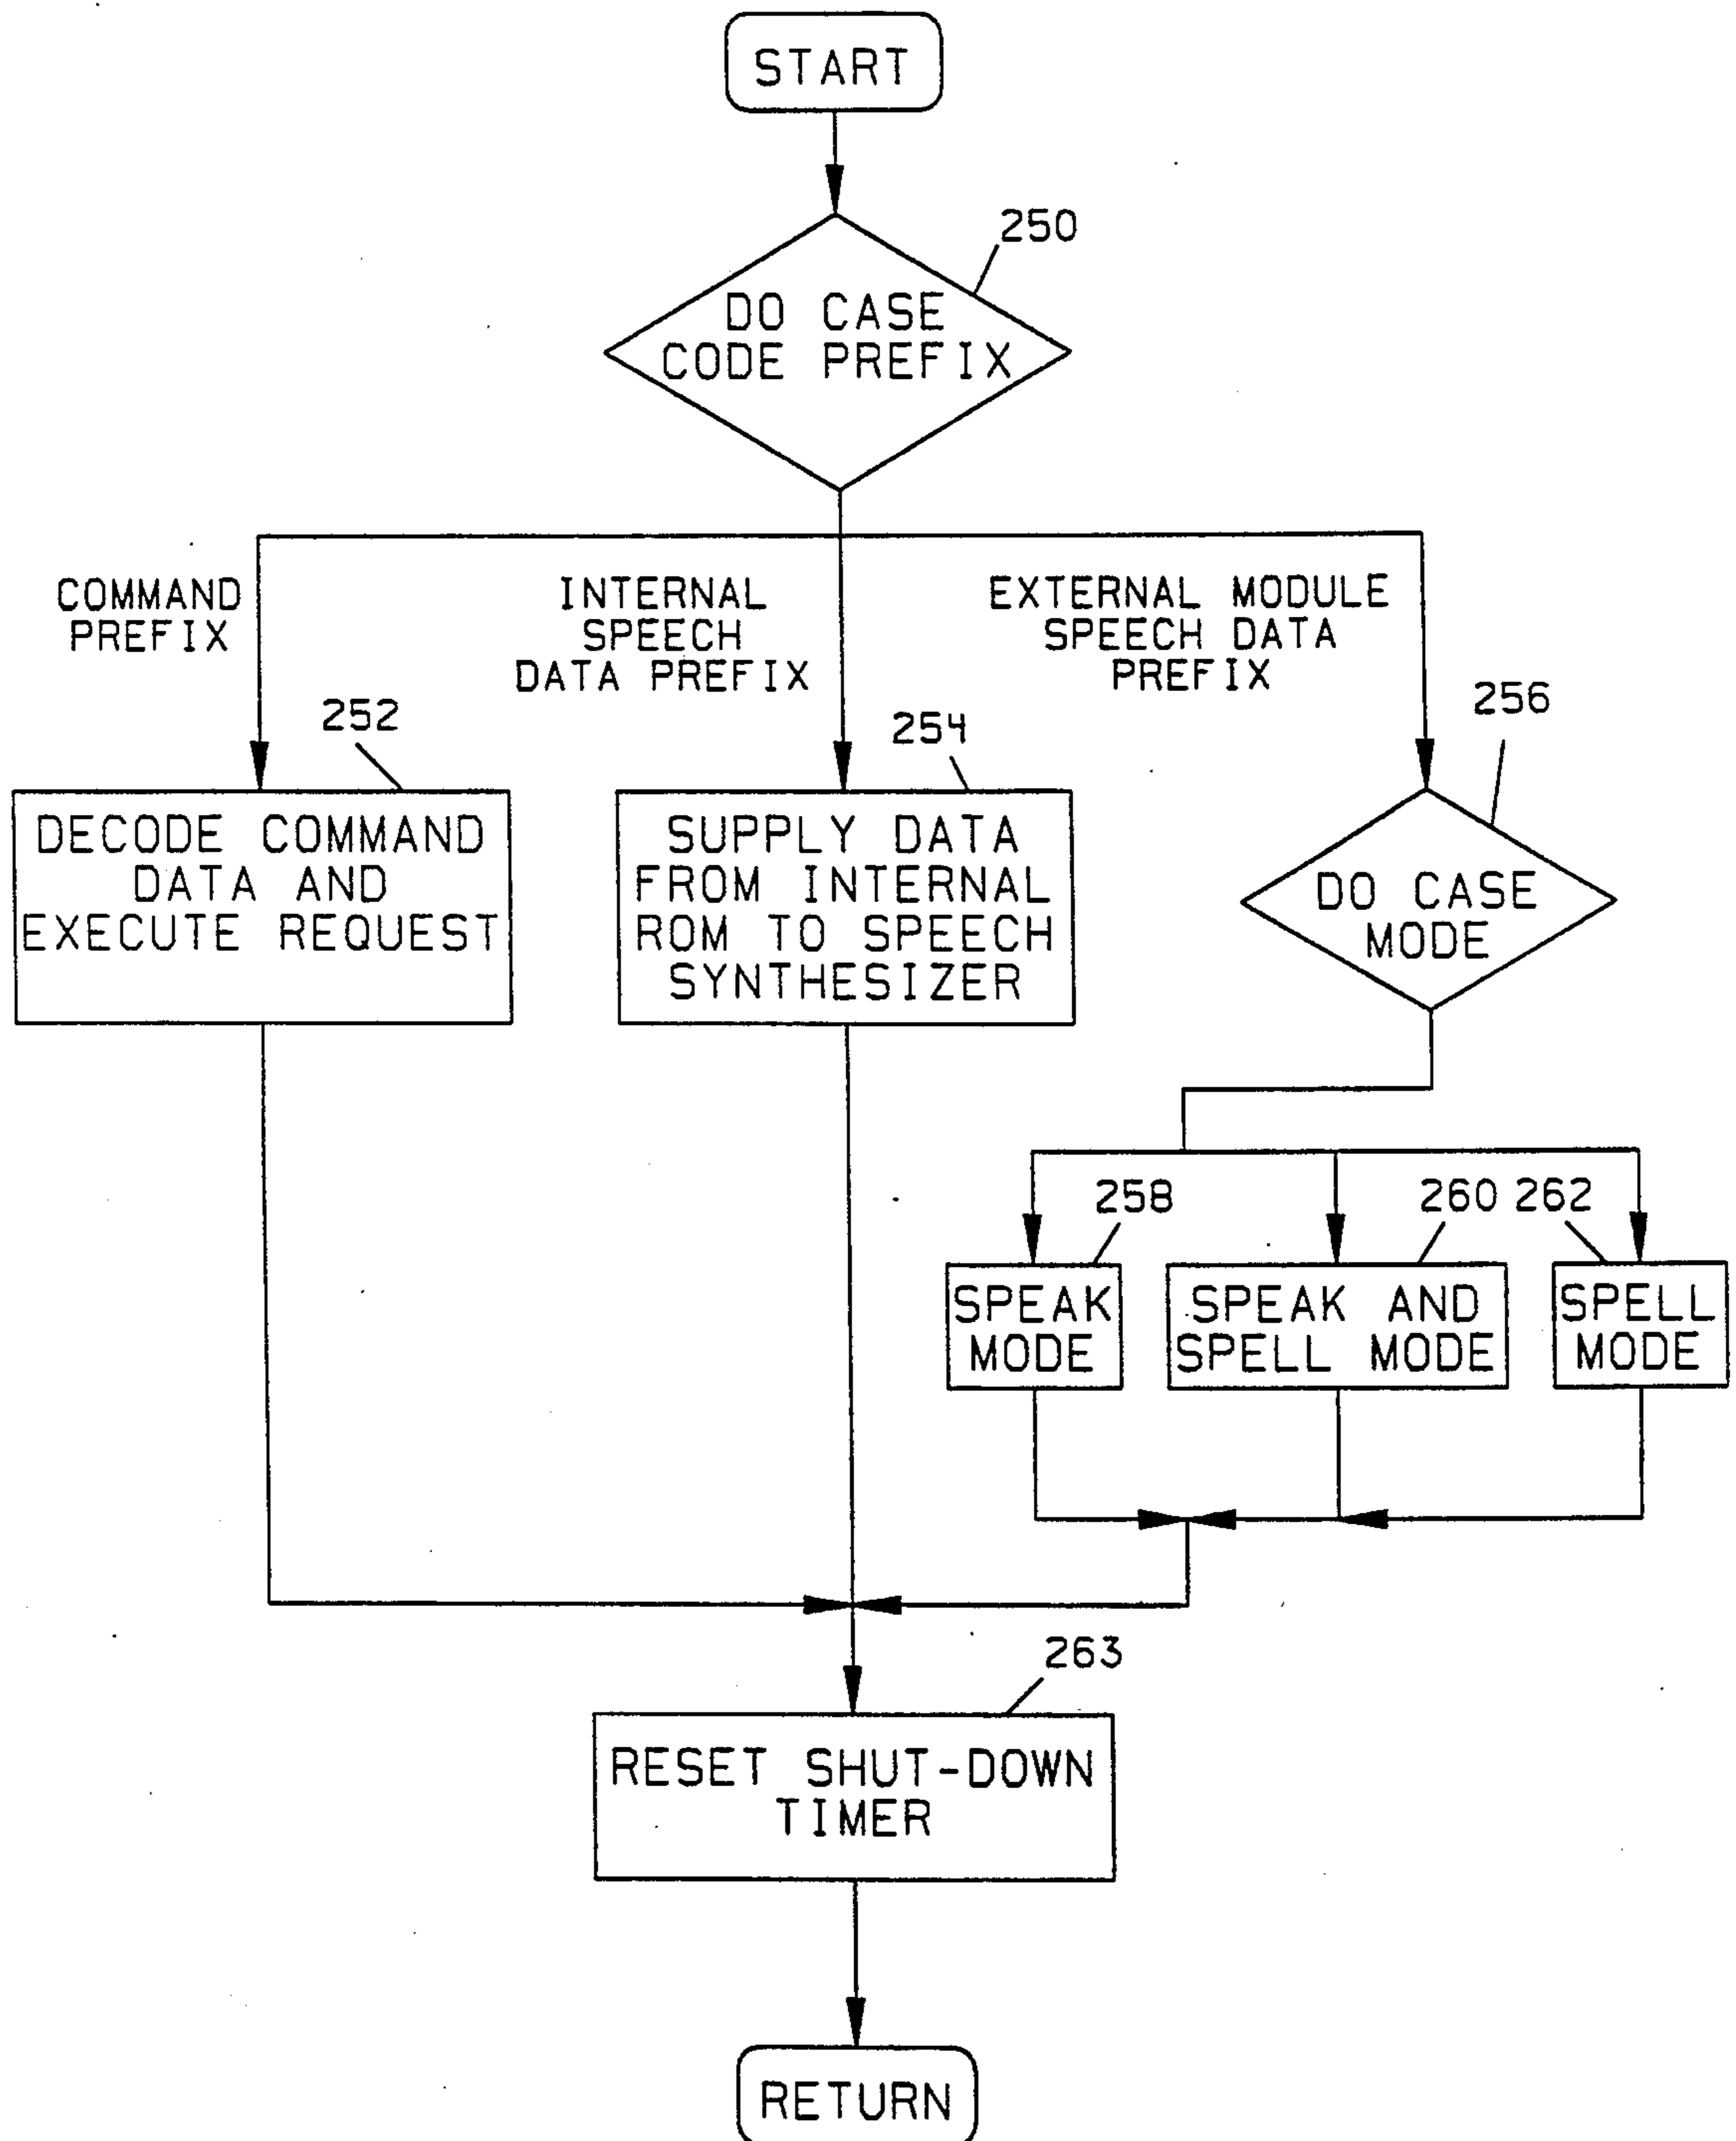 START
250
DO CASE
CODE PREFIX
COMMAND
PREFIX
INTERNAL
SPEECH
DATA PREFIX
EXTERNAL MODULE
SPEECH DATA
PREFIX
252
DECODE COMMAND
DATA AND
EXECUTE REQUEST
254
SUPPLY DATA
FROM INTERNAL
ROM TO SPEECH
SYNTHESIZER
256
DO CASE
MODE
258
SPEAK
MODE
260
SPEAK AND
SPELL MODE
262
SPELL
MODE
263
RESET SHUT-DOWN
TIMER
RETURN